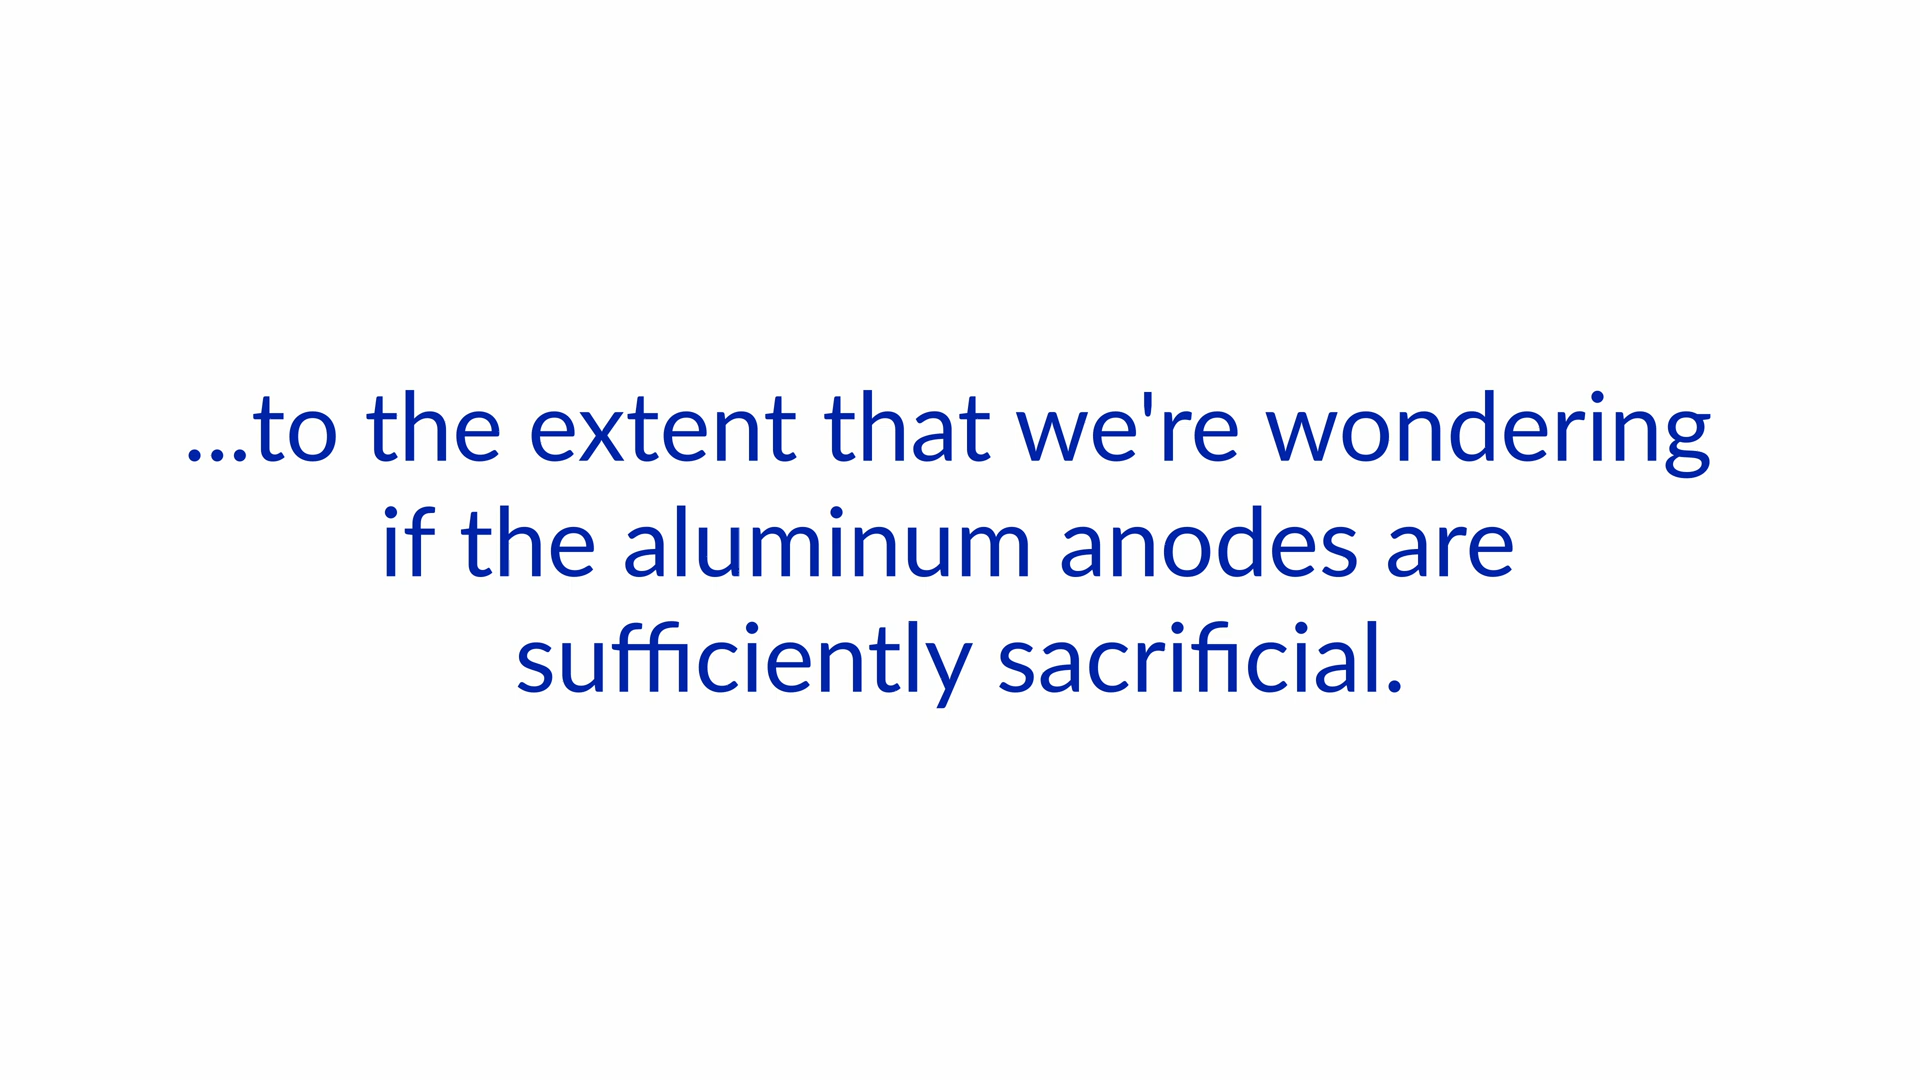 ...to the extent that we're wondering
if the aluminum anodes are
sufficiently sacrificial.